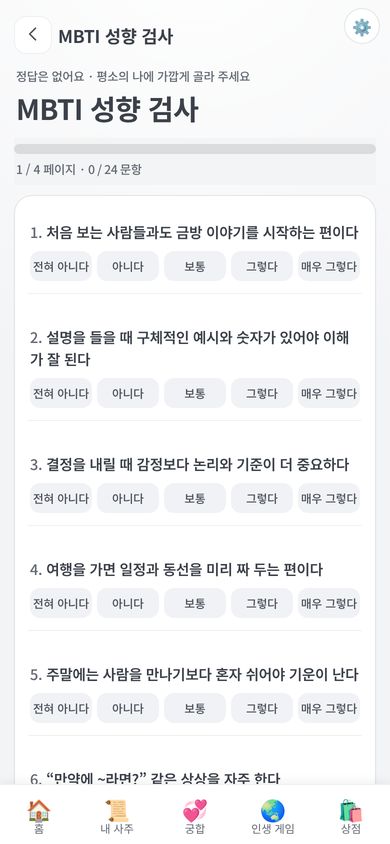 MBTI 성향 검사
정답은 없어요 · 평소의 나에 가깝게 골라 주세요
MBTI 성향 검사
1 / 4 페이지 · 0 / 24 문항
1. 처음 보는 사람들과도 금방 이야기를 시작하는 편이다
전혀 아니다 아니다 보통 그렇다 매우 그렇다
2. 설명을 들을 때 구체적인 예시와 숫자가 있어야 이해
가 잘 된다
전혀 아니다 아니다 보통 그렇다 매우 그렇다
3. 결정을 내릴 때 감정보다 논리와 기준이 더 중요하다
전혀 아니다 아니다 보통 그렇다 매우 그렇다
4. 여행을 가면 일정과 동선을 미리 짜 두는 편이다
전혀 아니다 아니다 보통 그렇다 매우 그렇다
5. 주말에는 사람을 만나기보다 혼자 쉬어야 기운이 난다
전혀 아니다 아니다 보통 그렇다 매우 그렇다
6. “만약에 ~라면?” 같은 상상을 자주 한다
홈 내 사주 궁합 인생 게임 상점